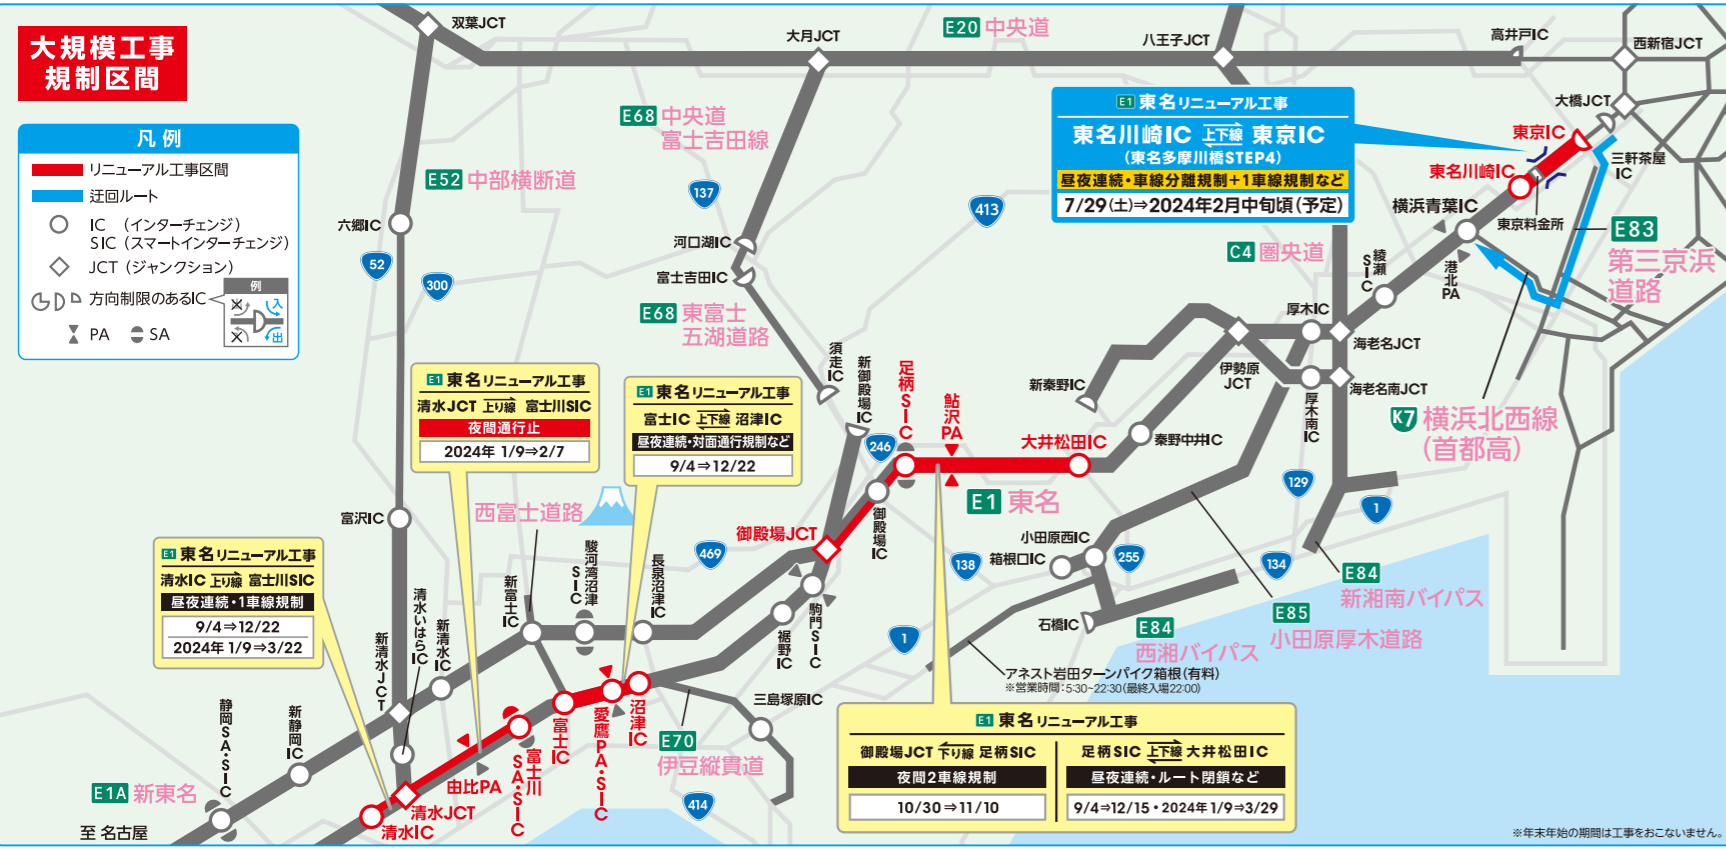 大規模工事
規制区間
凡例
リニューアル工事区間
迂回ルート
IC （インターチェンジ）
SIC（スマートインターチェンジ）
JCT（ジャンクション）
方向制限のあるIC
例
入
出
PA
SA
双葉JCT
大月JCT
E20 中央道
八王子JCT
高井戸IC
西新宿JCT
大橋JCT
三軒茶屋
IC
東京IC
東名川崎IC
東京料金所
横浜青葉IC
港北PA
綾瀬SIC
E1 東名リニューアル工事
東名川崎IC 上下線 東京IC
（東名多摩川橋STEP4）
昼夜連続・車線分離規制＋1車線規制など
7/29（土）⇒2024年2月中旬頃（予定）
E83
第三京浜
道路
K7 横浜北西線
（首都高）
C4 圏央道
E68 中央道
富士吉田線
E52 中部横断道
137
413
52
300
六郷IC
河口湖IC
富士吉田IC
E68 東富士
五湖道路
須走IC
新御殿場IC
246
足柄SIC
鮎沢PA
大井松田IC
新秦野IC
秦野中井IC
伊勢原
JCT
厚木IC
海老名JCT
海老名南JCT
厚木南IC
129
1
E1 東名
御殿場IC
御殿場JCT
138
小田原西IC
箱根口IC
255
134
E84
新湘南バイパス
E85
小田原厚木道路
石橋IC
E84
西湘バイパス
アネスト岩田ターンパイク箱根（有料）
※営業時間：5:30~22:30（最終入場22:00）
1
E1 東名リニューアル工事
清水JCT 上り線 富士川SIC
夜間通行止
2024年 1/9⇒2/7
E1 東名リニューアル工事
富士IC 上下線 沼津IC
昼夜連続・対面通行規制など
9/4⇒12/22
富沢IC
西富士道路
469
駿河湾沼津SIC
長泉沼津IC
新富士IC
駒門SIC
裾野IC
E1 東名リニューアル工事
清水IC 上り線 富士川SIC
昼夜連続・1車線規制
9/4⇒12/22
2024年 1/9⇒3/22
清水いはらIC
新清水IC
新清水JCT
静岡SA・SIC
新静岡IC
E1A 新東名
至 名古屋
清水IC
清水JCT
由比PA
富士川SA・SIC
富士IC
愛鷹PA・SIC
沼津IC
E70
伊豆縦貫道
三島塚原IC
414
E1 東名リニューアル工事
御殿場JCT 下り線 足柄SIC
夜間2車線規制
10/30⇒11/10
足柄SIC 上下線 大井松田IC
昼夜連続・ルート閉鎖など
9/4⇒12/15・2024年1/9⇒3/29
※年末年始の期間は工事をおこないません。